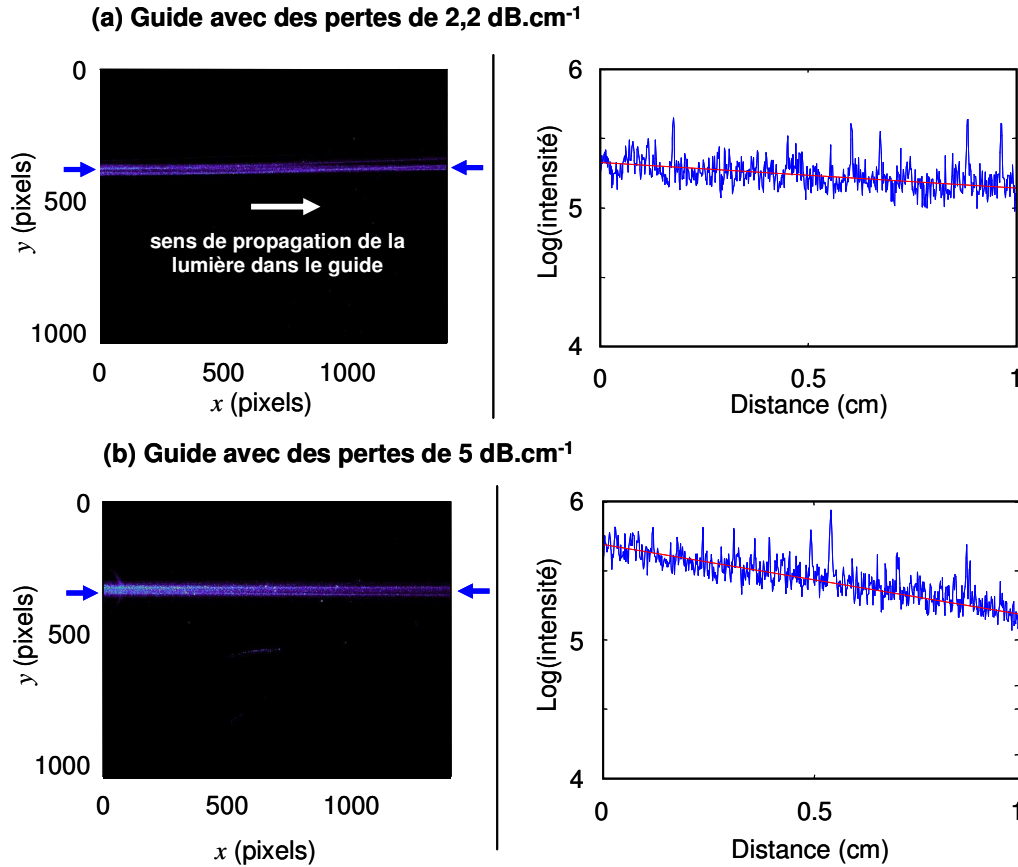 (a) Guide avec des pertes de 2,2 dB.cm-1
0
500
1000
y (pixels)
sens de propagation de la
lumière dans le guide
0
500
1000
x (pixels)
6
5
4
Log(intensité)
0
0.5
1
Distance (cm)
(b) Guide avec des pertes de 5 dB.cm-1
0
500
1000
y (pixels)
0
500
1000
x (pixels)
6
5
4
Log(intensité)
0
0.5
1
Distance (cm)